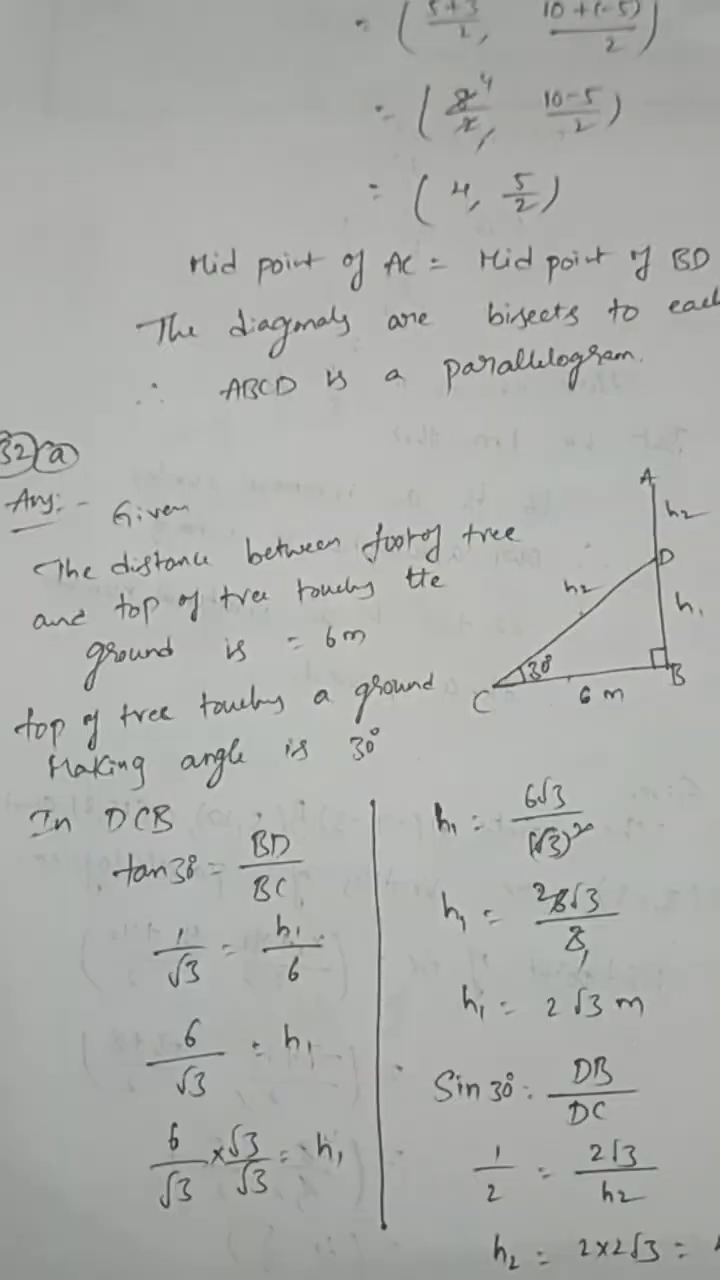 = ( 5+3/2, 10+(-5)/2 )
= ( 8/2, 4 10-5/2 )
= ( 4, 5/2 )
Mid point of AC = Mid point of BD
The diagonals are bisects to each
∴ ABCD is a parallelogram.
32 a
Ans: - Given
The distance between foot of tree
and top of tree touchs tte
ground is = 6m
top of tree touchs a ground
Making angle is 30°
A
h2
D
h2
h1
30°
C
6 m
B
In DCB
tan30 = BD/BC
1/√3 = h1/6
6/√3 = h1
6/√3 × √3/√3 = h1
h1 = 6√3/(√3)²
h1 = 2 6√3/3 1
h1 = 2√3 m
Sin 30° = DB/DC
1/2 = 2√3/h2
h2 = 2×2√3 =